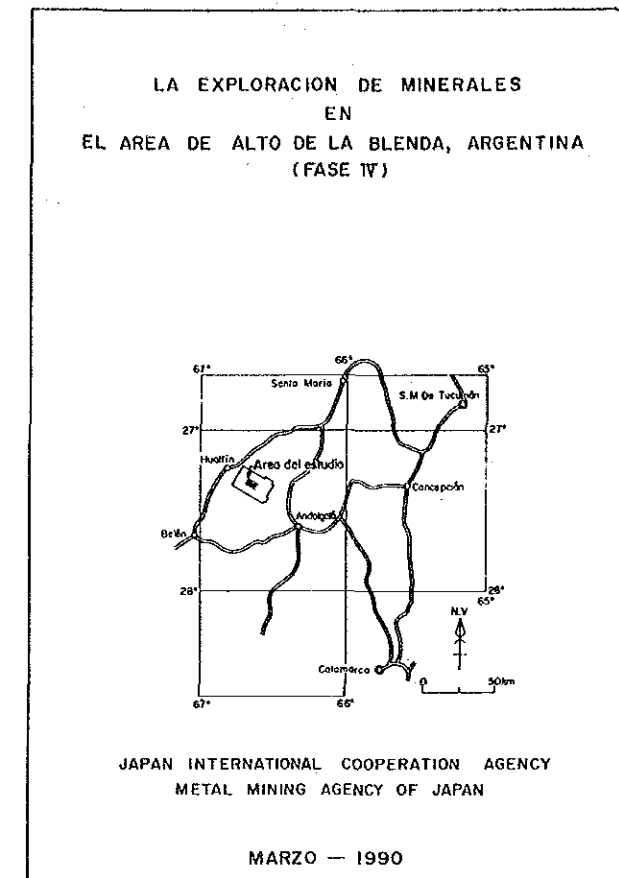 LA EXPLORACION DE MINERALES
EN
EL AREA DE ALTO DE LA BLENDA, ARGENTINA
(FASE IV)
67° 66° 65°
Santa Maria
S.M De Tucumán
27° 27°
Hualfin
Area del estudio
Concepción
Andalgalá
Belén
28° 28°
65°
N.V
Catamarca
0 50km
67° 66°
JAPAN INTERNATIONAL COOPERATION AGENCY
METAL MINING AGENCY OF JAPAN
MARZO — 1990